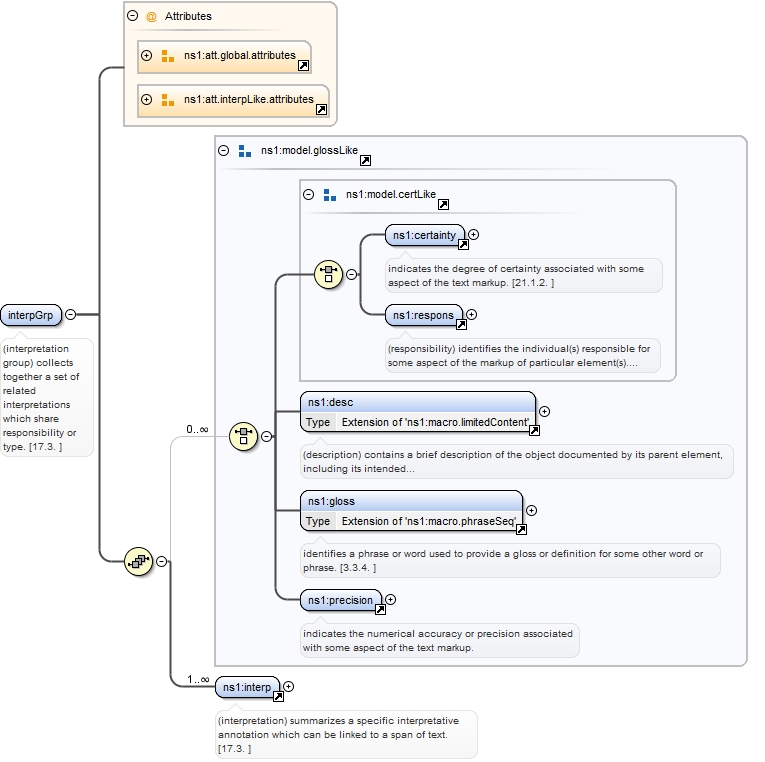 Attributes
ns1:att.global.attributes
ns1:att.interpLike.attributes
ns1:model.glossLike
ns1:model.certLike
ns1:certainty
indicates the degree of certainty associated with some
aspect of the text markup. [21.1.2. ]
ns1:respons
(responsibility) identifies the individual(s) responsible for
some aspect of the markup of particular element(s)....
interpGrp
(interpretation
group) collects
together a set of
related
interpretations
which share
responsibility or
type. [17.3. ]
0..∞
ns1:desc
Type Extension of 'ns1:macro.limitedContent'
(description) contains a brief description of the object documented by its parent element,
including its intended...
ns1:gloss
Type Extension of 'ns1:macro.phraseSeq'
identifies a phrase or word used to provide a gloss or definition for some other word or
phrase. [3.3.4. ]
ns1:precision
indicates the numerical accuracy or precision associated
with some aspect of the text markup.
1..∞
ns1:interp
(interpretation) summarizes a specific interpretative
annotation which can be linked to a span of text.
[17.3. ]